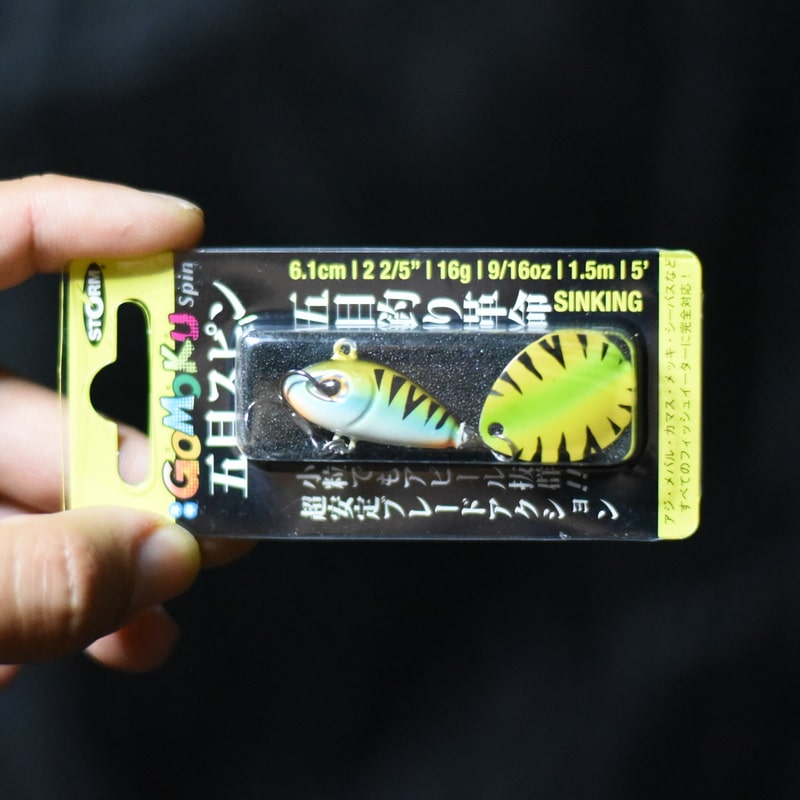 STORM
GOMOKU Spin
五目スピン
6.1cm | 2 2/5” | 16g | 9/16oz | 1.5m | 5’
SINKING
五目釣り革命
小粒でもアピール抜群!!
超安定ブレードアクション
アジ・メバル・カマス・メッキ・シーバスなど
すべてのフィッシュイーターに完全対応！